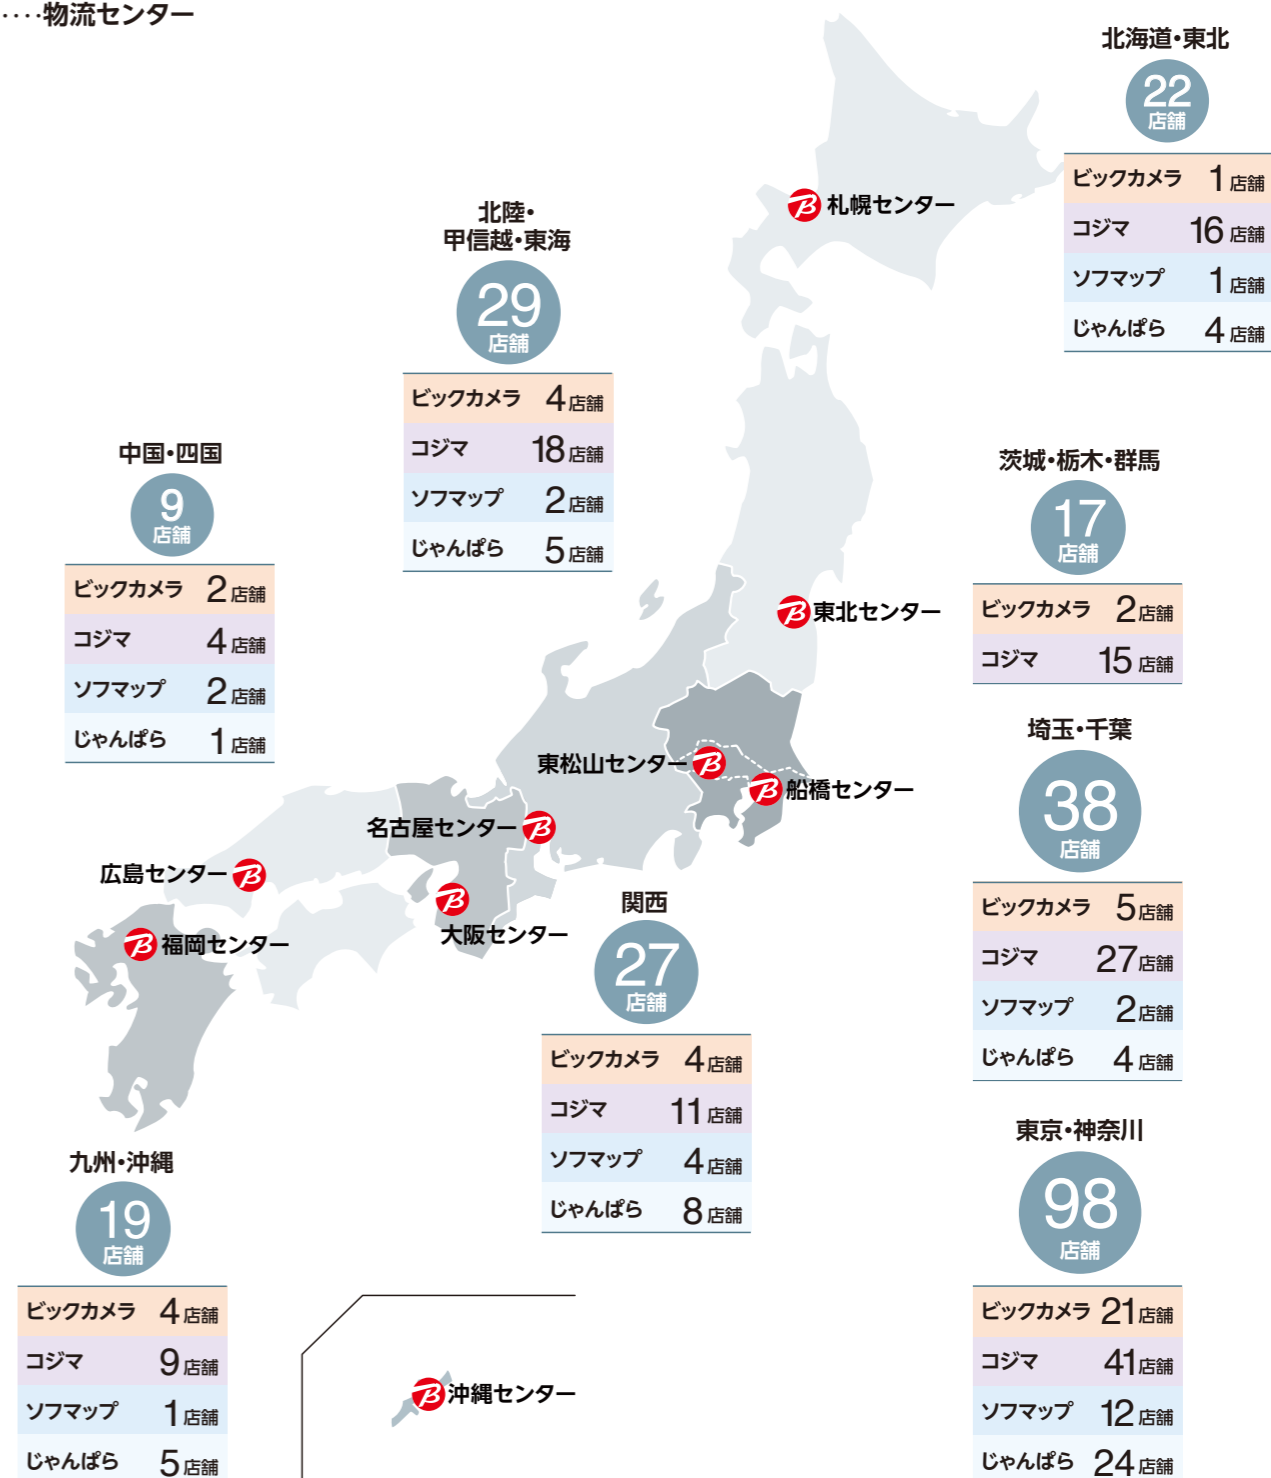 ‥‥物流センター
北海道・東北
22
店舗
ビックカメラ 1店舗
コジマ 16店舗
ソフマップ 1店舗
じゃんぱら 4店舗
札幌センター
北陸・
甲信越・東海
29
店舗
ビックカメラ 4店舗
コジマ 18店舗
ソフマップ 2店舗
じゃんぱら 5店舗
中国・四国
9
店舗
ビックカメラ 2店舗
コジマ 4店舗
ソフマップ 2店舗
じゃんぱら 1店舗
茨城・栃木・群馬
17
店舗
ビックカメラ 2店舗
コジマ 15店舗
東北センター
埼玉・千葉
38
店舗
ビックカメラ 5店舗
コジマ 27店舗
ソフマップ 2店舗
じゃんぱら 4店舗
東松山センター
船橋センター
名古屋センター
広島センター
大阪センター
福岡センター
関西
27
店舗
ビックカメラ 4店舗
コジマ 11店舗
ソフマップ 4店舗
じゃんぱら 8店舗
東京・神奈川
98
店舗
ビックカメラ 21店舗
コジマ 41店舗
ソフマップ 12店舗
じゃんぱら 24店舗
九州・沖縄
19
店舗
ビックカメラ 4店舗
コジマ 9店舗
ソフマップ 1店舗
じゃんぱら 5店舗
沖縄センター